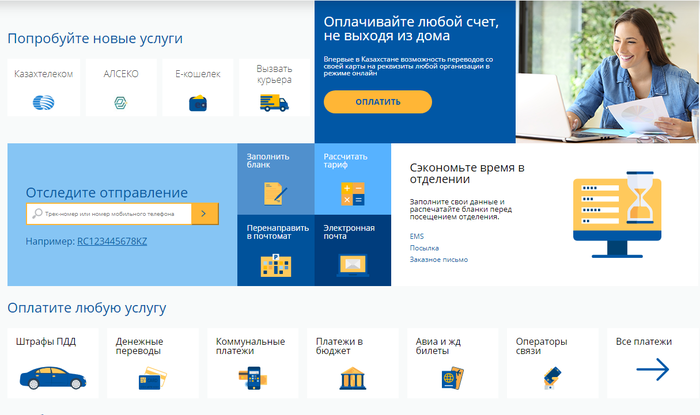 Попробуйте новые услуги
Казахтелеком
АЛСЕКО
Е-кошелек
Вызвать
курьера
Оплачивайте любой счет,
не выходя из дома
Впервые в Казахстане возможность переводов со
своей карты на реквизиты любой организации в
режиме онлайн
ОПЛАТИТЬ
Отследите отправление
Трек-номер или номер мобильного телефона
Например: RC123445678KZ
Заполнить
бланк
Рассчитать
тариф
Перенаправить
в почтомат
Электронная
почта
Сэкономьте время в
отделении
Заполните свои данные и
распечатайте бланки перед
посещением отделения.
EMS
Посылка
Заказное письмо
Оплатите любую услугу
Штрафы ПДД
Денежные
переводы
Коммунальные
платежи
Платежи в
бюджет
Авиа и жд
билеты
Операторы
связи
Все платежи